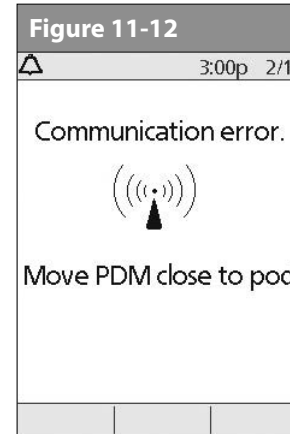 Figure 11-12
3:00p 2/1
Communication error.
Move PDM close to pod